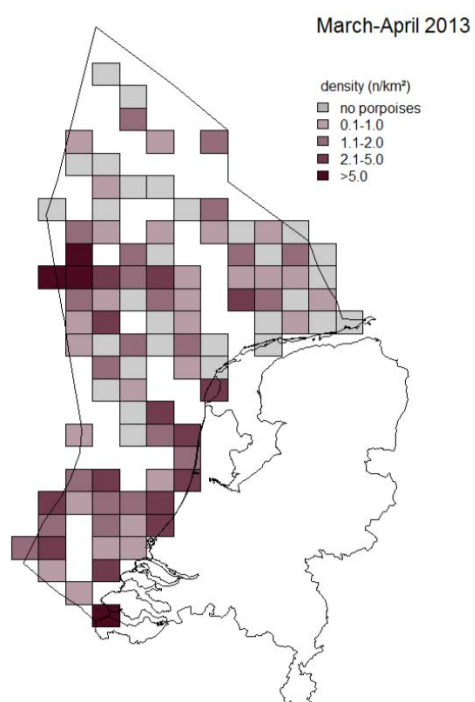 March-April 2013
density (n/km²)
no porpoises
0.1-1.0
1.1-2.0
2.1-5.0
>5.0